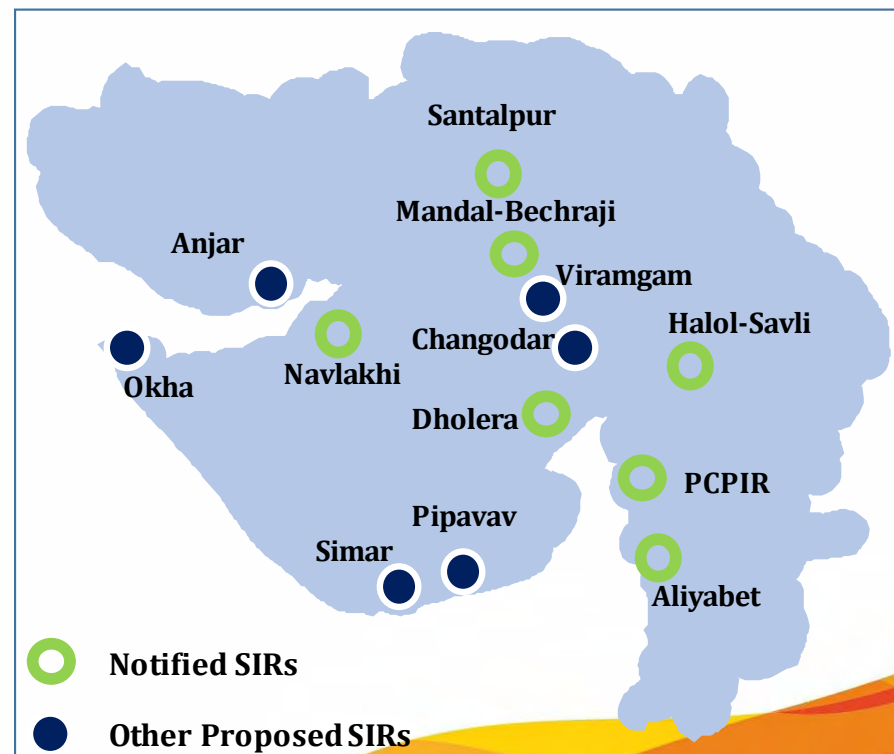 Santalpur
Mandal-Bechraji
Anjar
Viramgam
Halol-Savli
Changodar
Navlakhi
Okha
Dholera
PCPIR
Pipavav
Simar
Aliyabet
Notified SIRs
Other Proposed SIRs